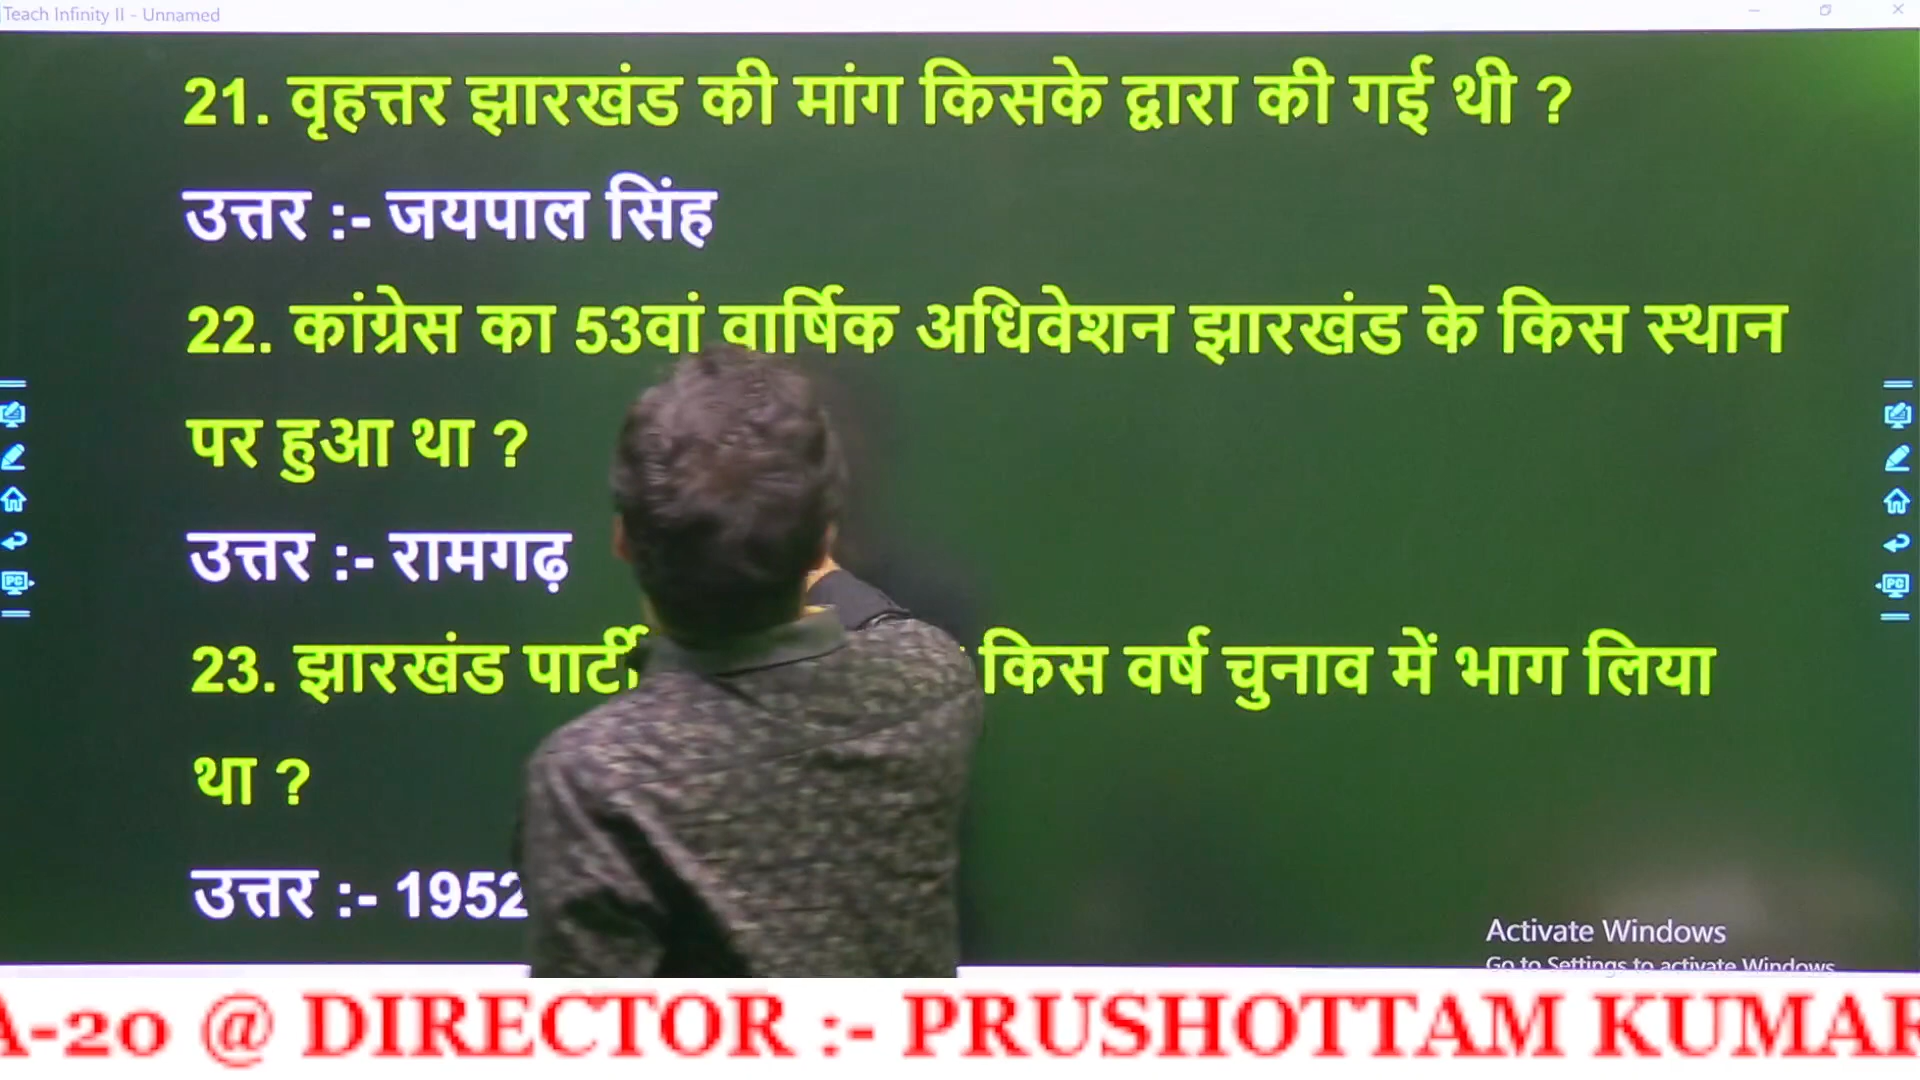 Teach Infinity II - Unnamed
21. वृहत्तर झारखंड की मांग किसके द्वारा की गई थी ?
उत्तर :- जयपाल सिंह
22. कांग्रेस का 53वां वार्षिक अधिवेशन झारखंड के किस स्थान
पर हुआ था ?
उत्तर :- रामगढ़
23. झारखंड पार्टी किस वर्ष चुनाव में भाग लिया
था ?
उत्तर :- 1952
Activate Windows
Go to Settings to activate Windows
A-20 @ DIRECTOR :- PRUSHOTTAM KUMAR